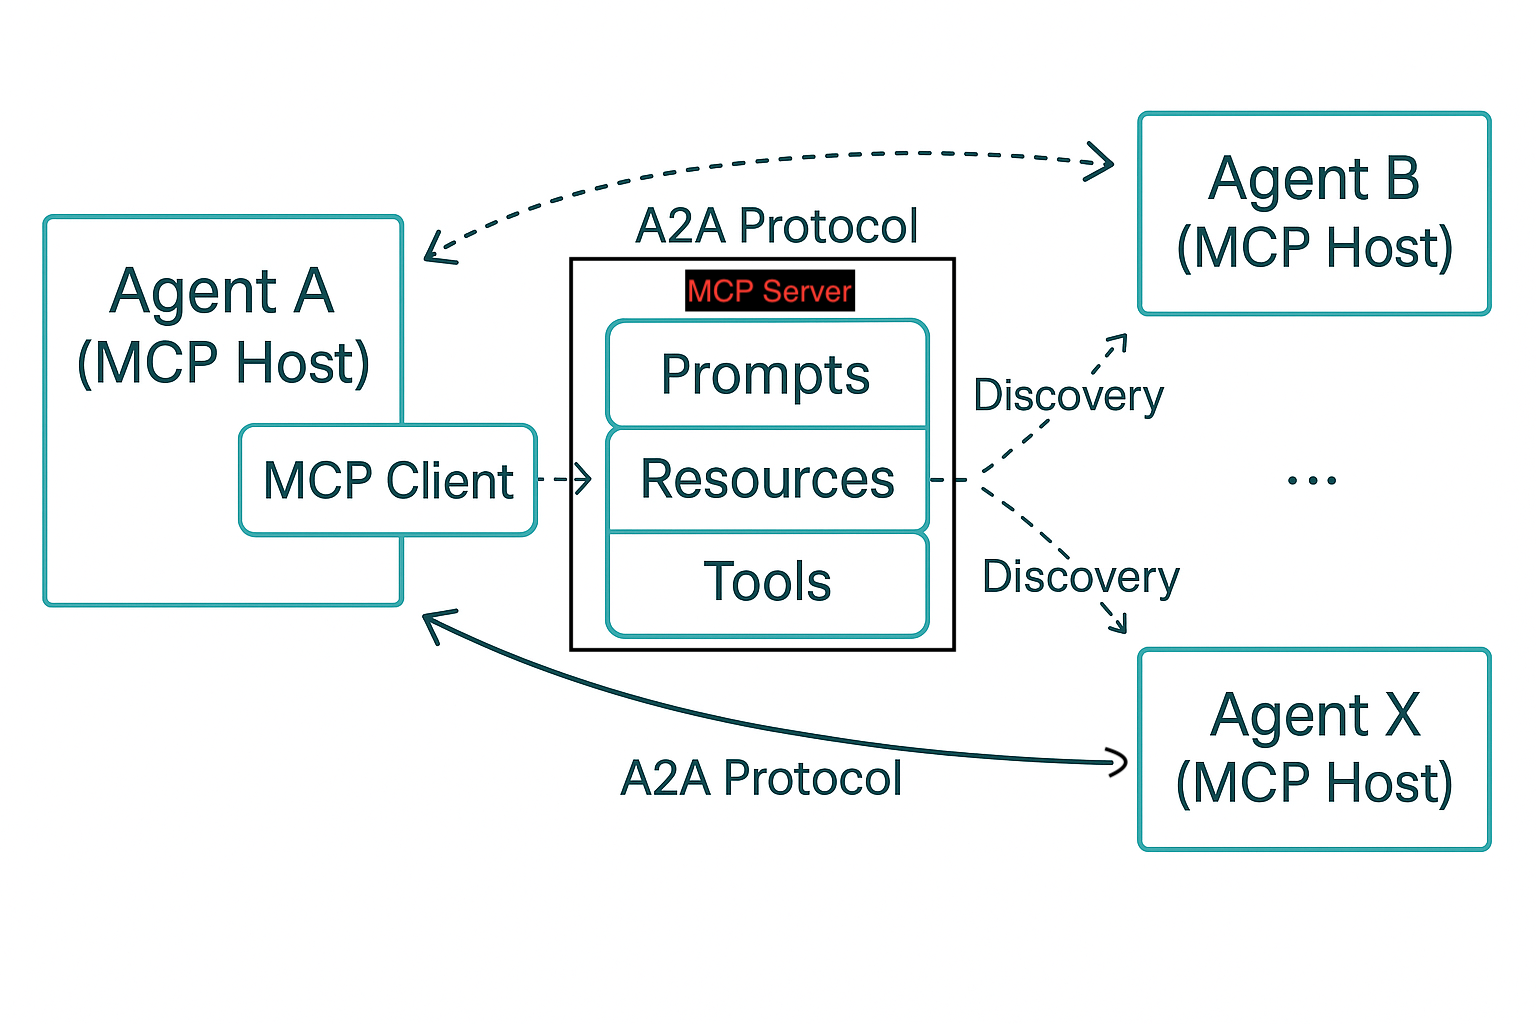 Agent A
(MCP Host)
MCP Client
A2A Protocol
MCP Server
Prompts
Resources
Tools
Discovery
Discovery
A2A Protocol
Agent B
(MCP Host)
...
Agent X
(MCP Host)